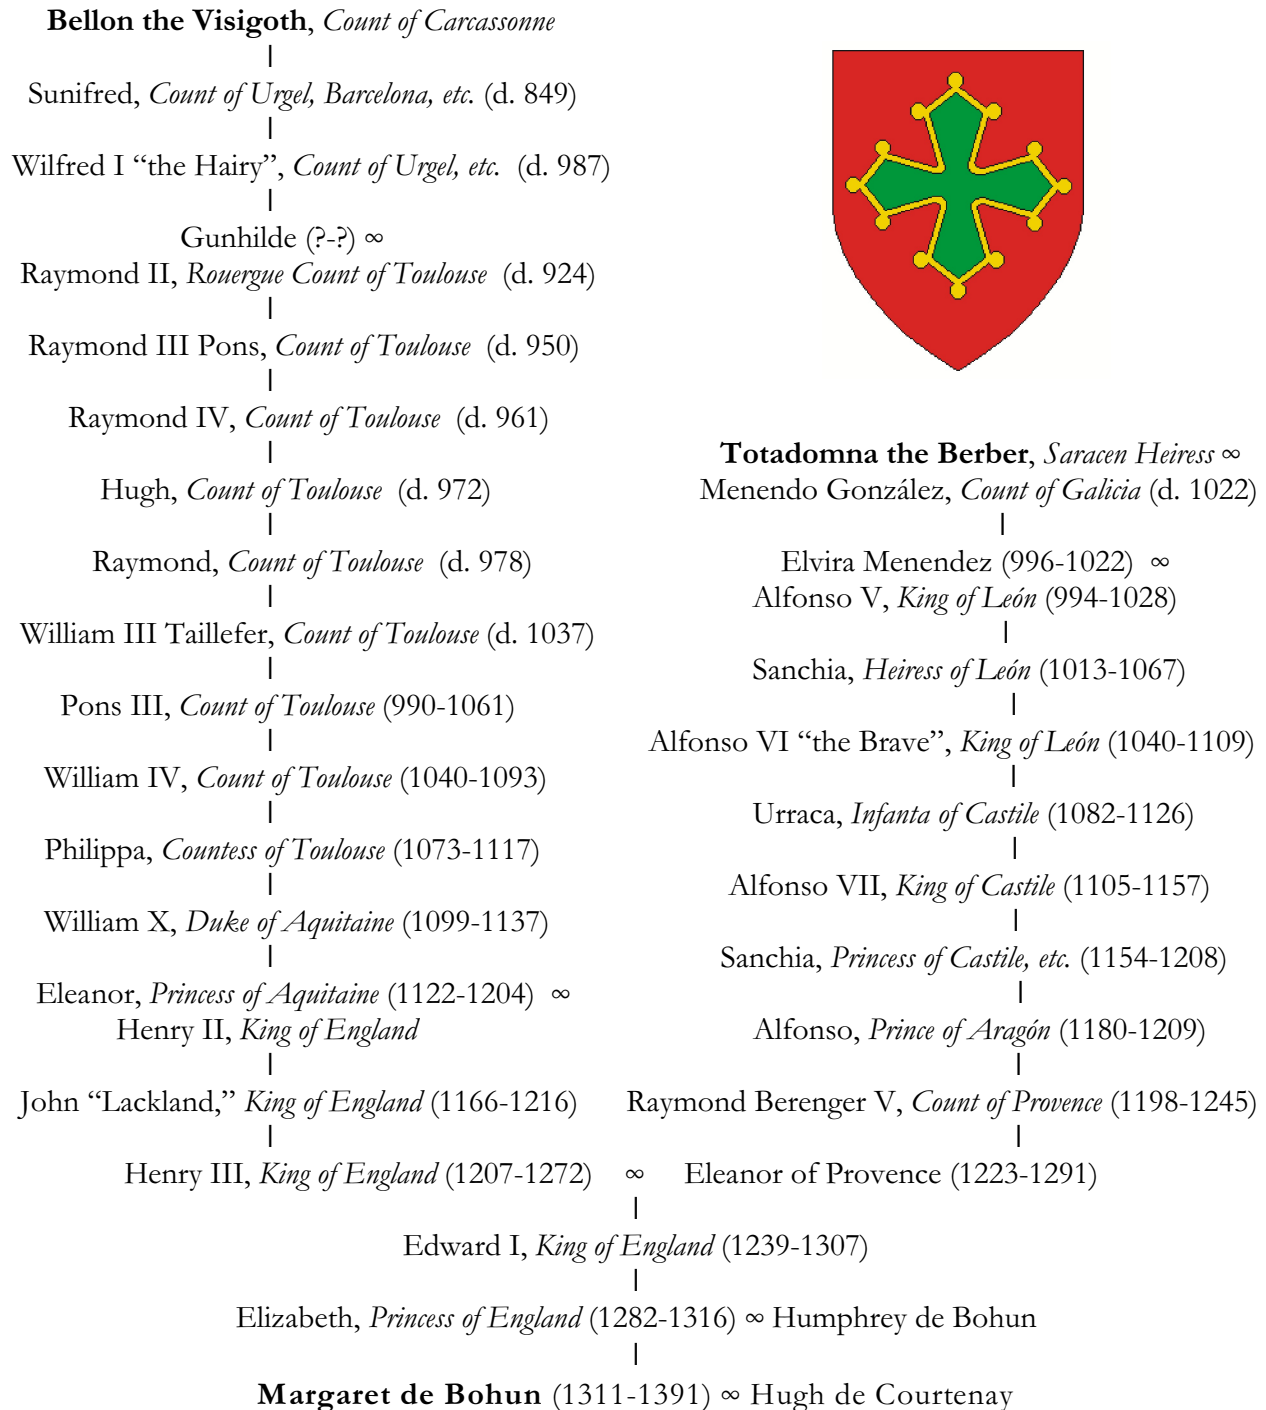 Bellon the Visigoth, Count of Carcassonne
Sunifred, Count of Urgel, Barcelona, etc. (d. 849)
Wilfred I “the Hairy”, Count of Urgel, etc. (d. 987)
Gunhilde (?-?) ∞
Raymond II, Rouergue Count of Toulouse (d. 924)
Raymond III Pons, Count of Toulouse (d. 950)
Raymond IV, Count of Toulouse (d. 961)
Hugh, Count of Toulouse (d. 972)
Raymond, Count of Toulouse (d. 978)
William III Taillefer, Count of Toulouse (d. 1037)
Pons III, Count of Toulouse (990-1061)
William IV, Count of Toulouse (1040-1093)
Philippa, Countess of Toulouse (1073-1117)
William X, Duke of Aquitaine (1099-1137)
Eleanor, Princess of Aquitaine (1122-1204) ∞
Henry II, King of England
John “Lackland,” King of England (1166-1216)
Totadomna the Berber, Saracen Heiress ∞
Menendo González, Count of Galicia (d. 1022)
Elvira Menendez (996-1022) ∞
Alfonso V, King of León (994-1028)
Sanchia, Heiress of León (1013-1067)
Alfonso VI “the Brave”, King of León (1040-1109)
Urraca, Infanta of Castile (1082-1126)
Alfonso VII, King of Castile (1105-1157)
Sanchia, Princess of Castile, etc. (1154-1208)
Alfonso, Prince of Aragón (1180-1209)
Raymond Berenger V, Count of Provence (1198-1245)
Henry III, King of England (1207-1272) ∞ Eleanor of Provence (1223-1291)
Edward I, King of England (1239-1307)
Elizabeth, Princess of England (1282-1316) ∞ Humphrey de Bohun
Margaret de Bohun (1311-1391) ∞ Hugh de Courtenay